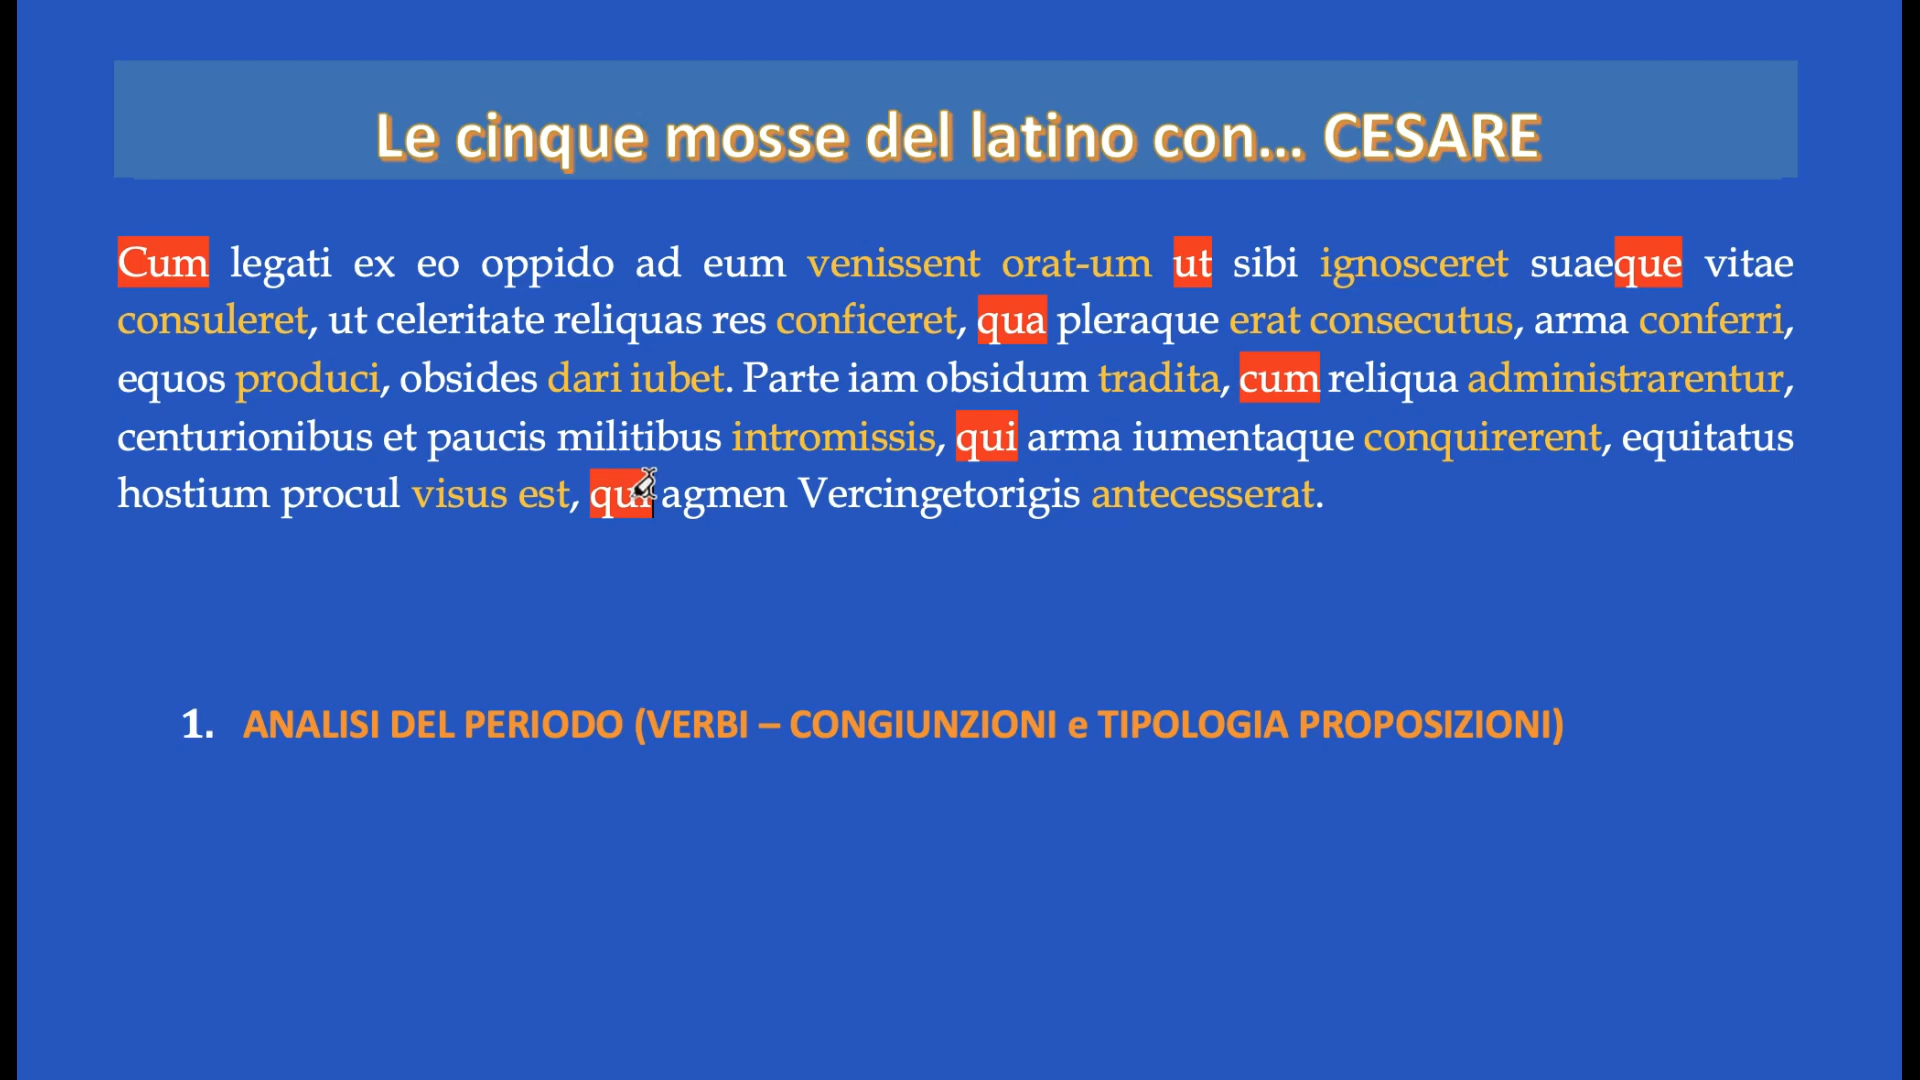 Le cinque mosse del latino con... CESARE
Cum legati ex eo oppido ad eum venissent orat-um ut sibi ignosceret suaeque vitae
consuleret, ut celeritate reliquas res conficeret, qua pleraque erat consecutus, arma conferri,
equos produci, obsides dari iubet. Parte iam obsidum tradita, cum reliqua administrarentur,
centurionibus et paucis militibus intromissis, qui arma iumentaque conquirerent, equitatus
hostium procul visus est, qui agmen Vercingetorigis antecesserat.
1. ANALISI DEL PERIODO (VERBI – CONGIUNZIONI e TIPOLOGIA PROPOSIZIONI)